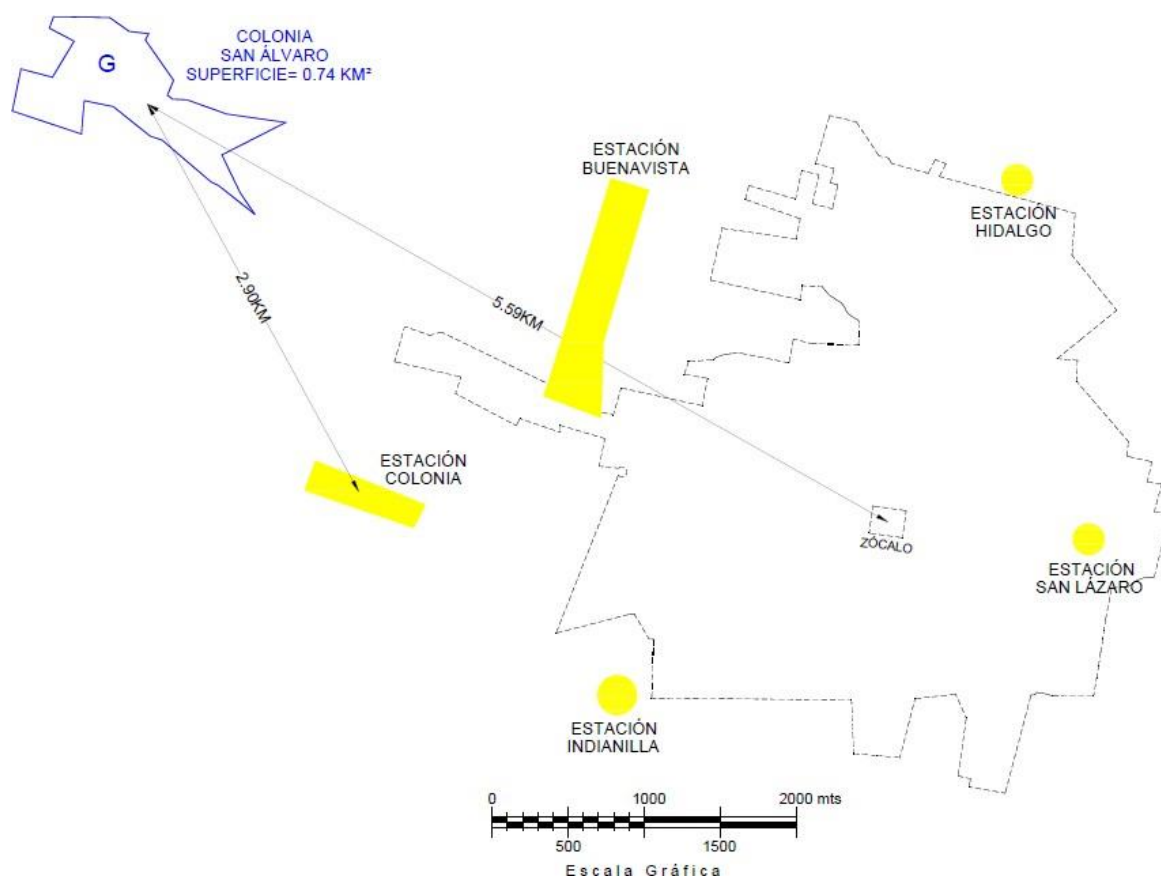 COLONIA
SAN ÁLVARO
SUPERFICIE= 0.74 KM²
G
ESTACIÓN
BUENAVISTA
ESTACIÓN
HIDALGO
2.90KM
5.59KM
ESTACIÓN
COLONIA
ZÓCALO
ESTACIÓN
SAN LÁZARO
ESTACIÓN
INDIANILLA
0 1000 2000 mts
500 1500
Escala Gráfica